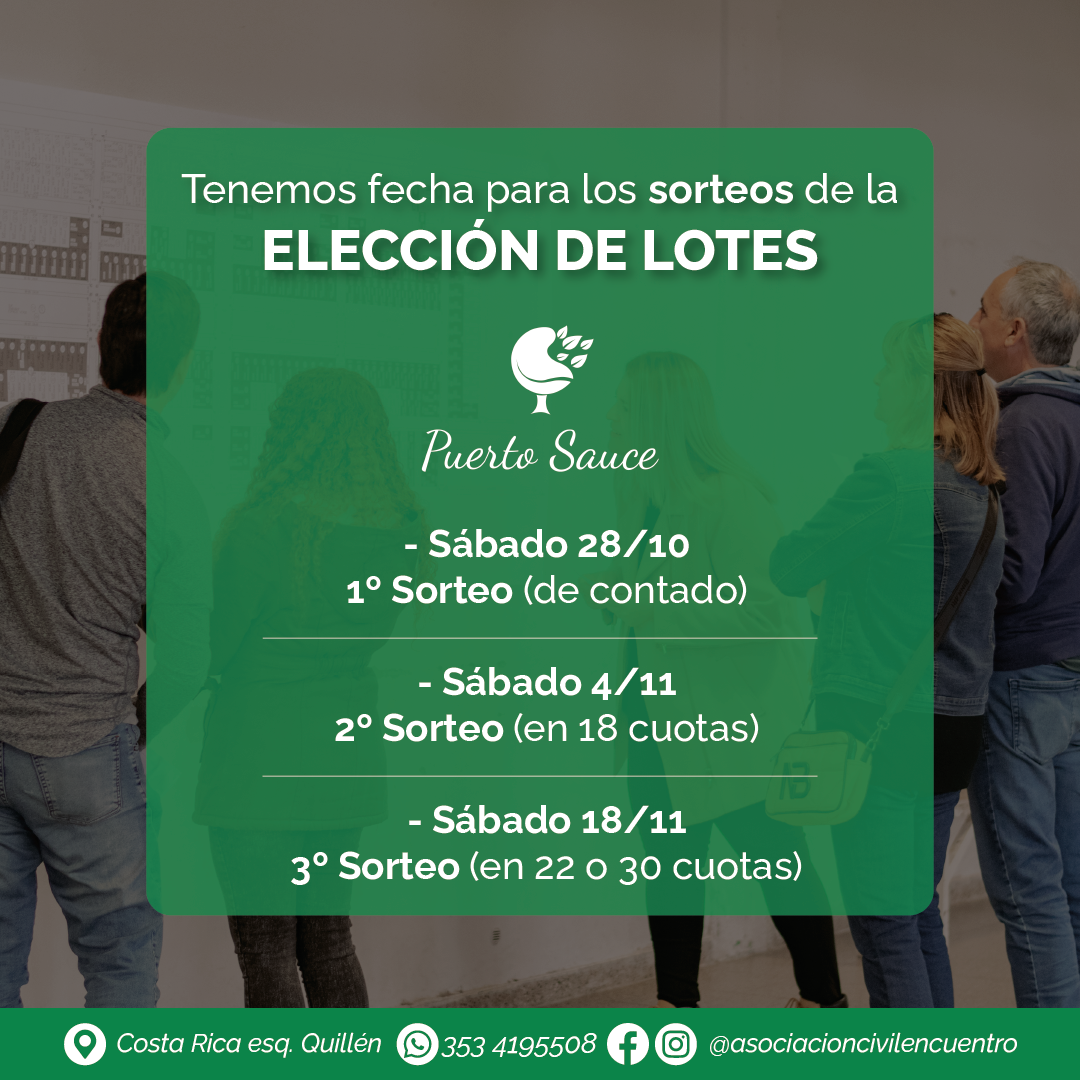 Tenemos fecha para los sorteos de la
ELECCIÓN DE LOTES
Puerto Sauce
- Sábado 28/10
1º Sorteo (de contado)
- Sábado 4/11
2º Sorteo (en 18 cuotas)
- Sábado 18/11
3º Sorteo (en 22 o 30 cuotas)
Costa Rica esq. Quillén 353 4195508 @asociacioncivilencuentro